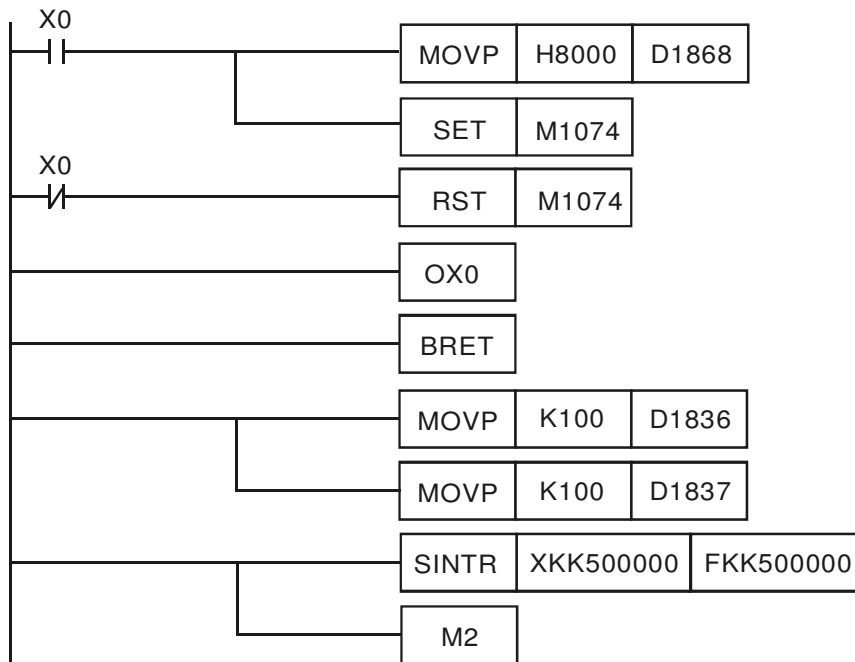 X0
MOVP H8000 D1868
SET M1074
X0
RST M1074
OX0
BRET
MOVP K100 D1836
MOVP K100 D1837
SINTR XKK500000 FKK500000
M2